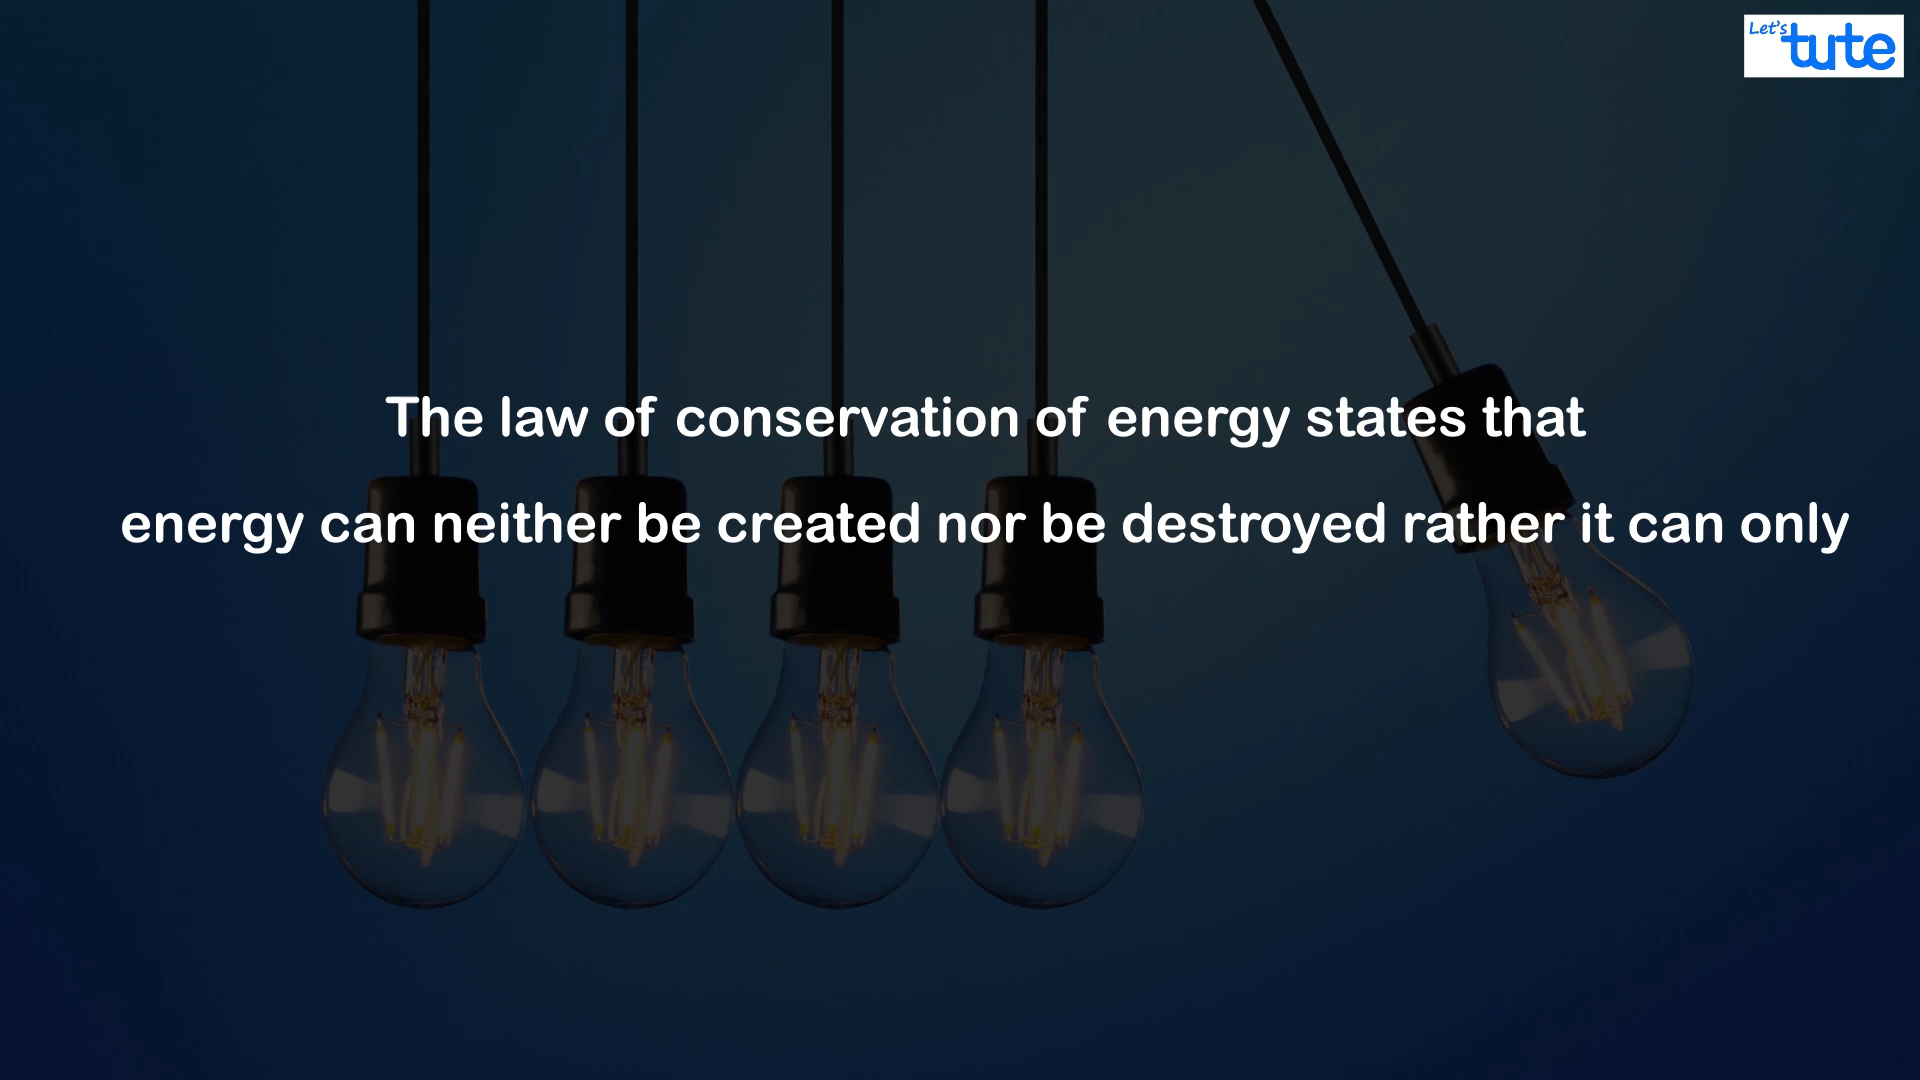 Let's
tute
The law of conservation of energy states that
energy can neither be created nor be destroyed rather it can only